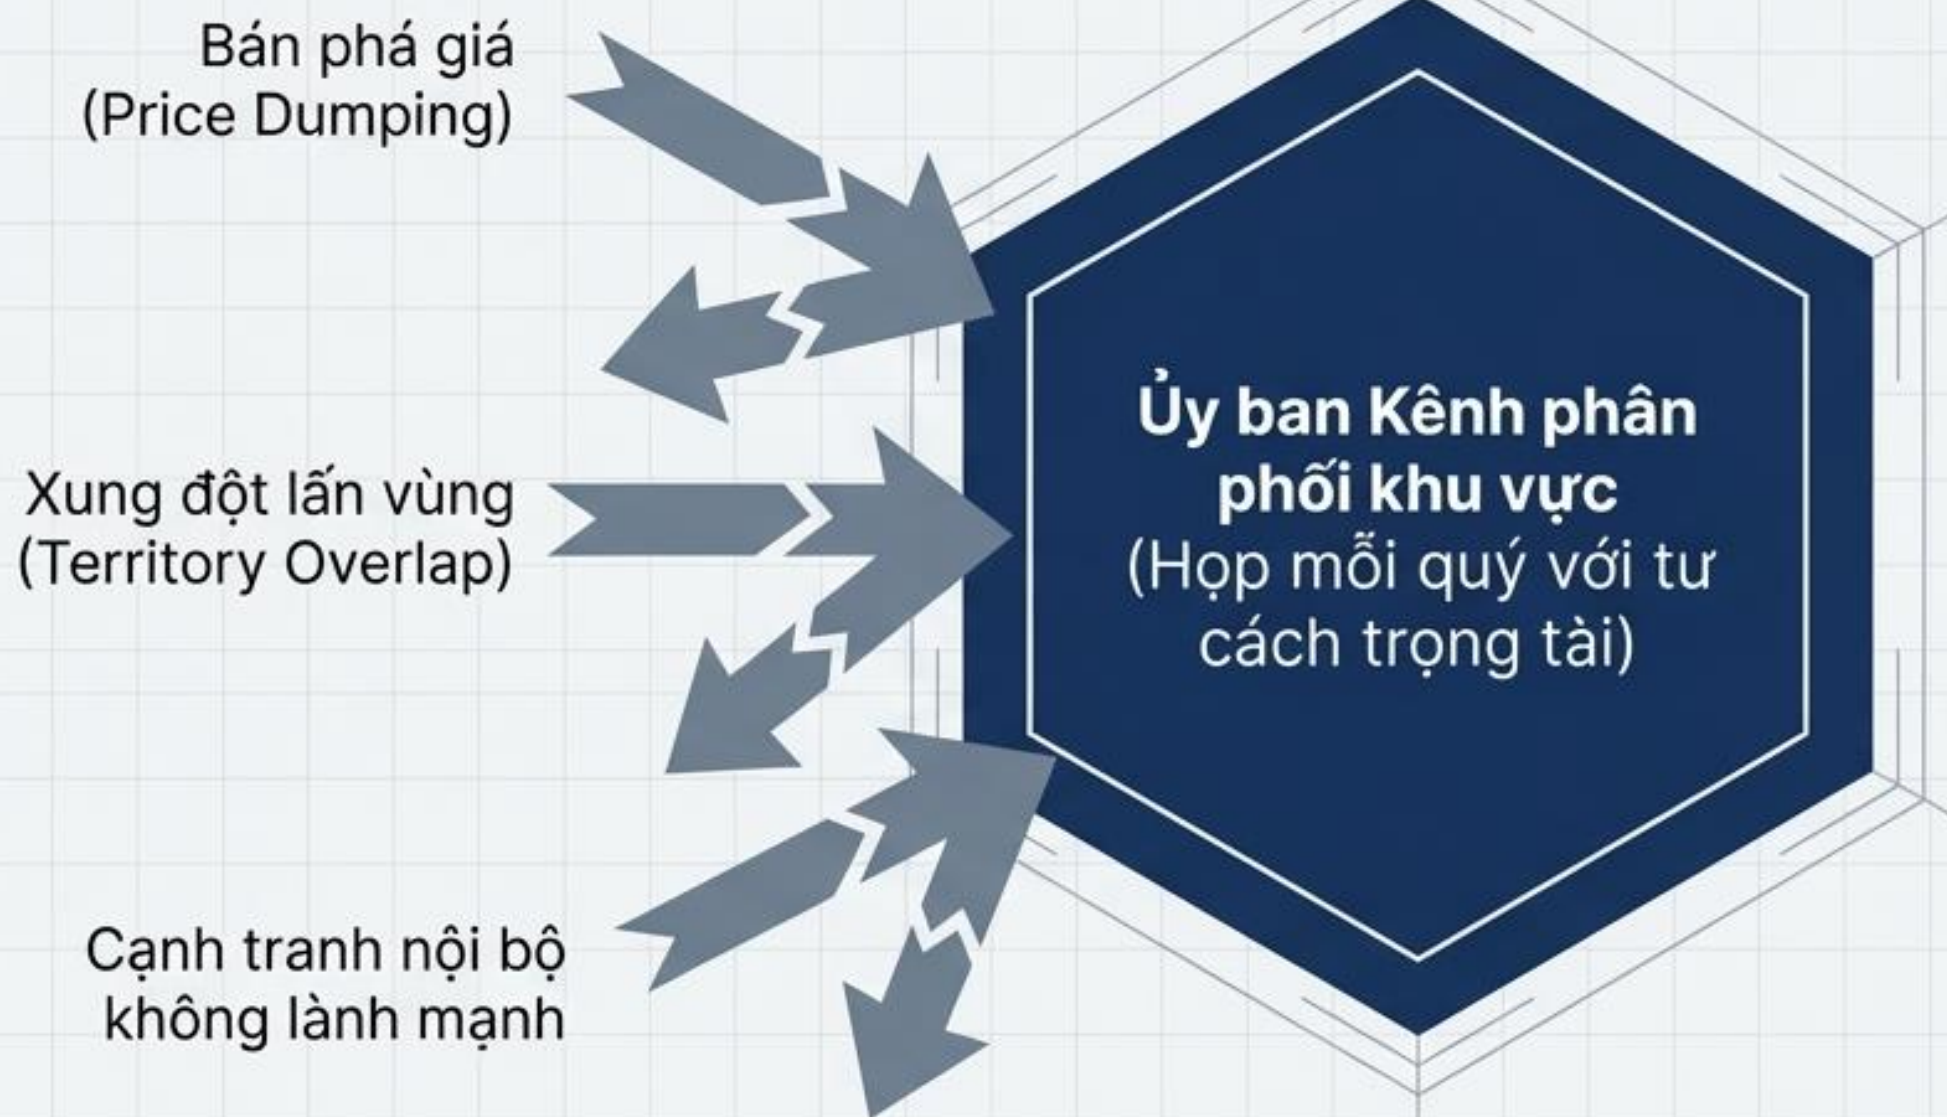 Bán phá giá
(Price Dumping)
Xung đột lấn vùng
(Territory Overlap)
Cạnh tranh nội bộ
không lành mạnh
Ủy ban Kênh phân
phối khu vực
(Họp mỗi quý với tư
cách trọng tài)